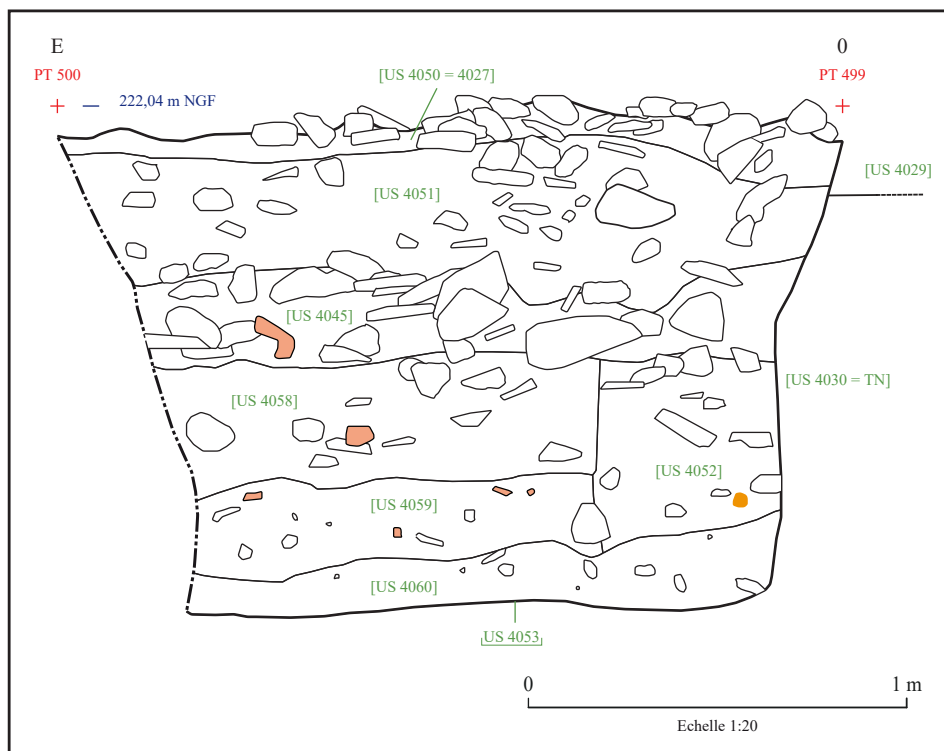 E
0
PT 500
[US 4050 = 4027]
PT 499
222,04 m NGF
[US 4029]
[US 4051]
[US 4045]
[US 4030 = TN]
[US 4058]
[US 4052]
[US 4059]
[US 4060]
US 4053
0
1 m
Echelle 1:20